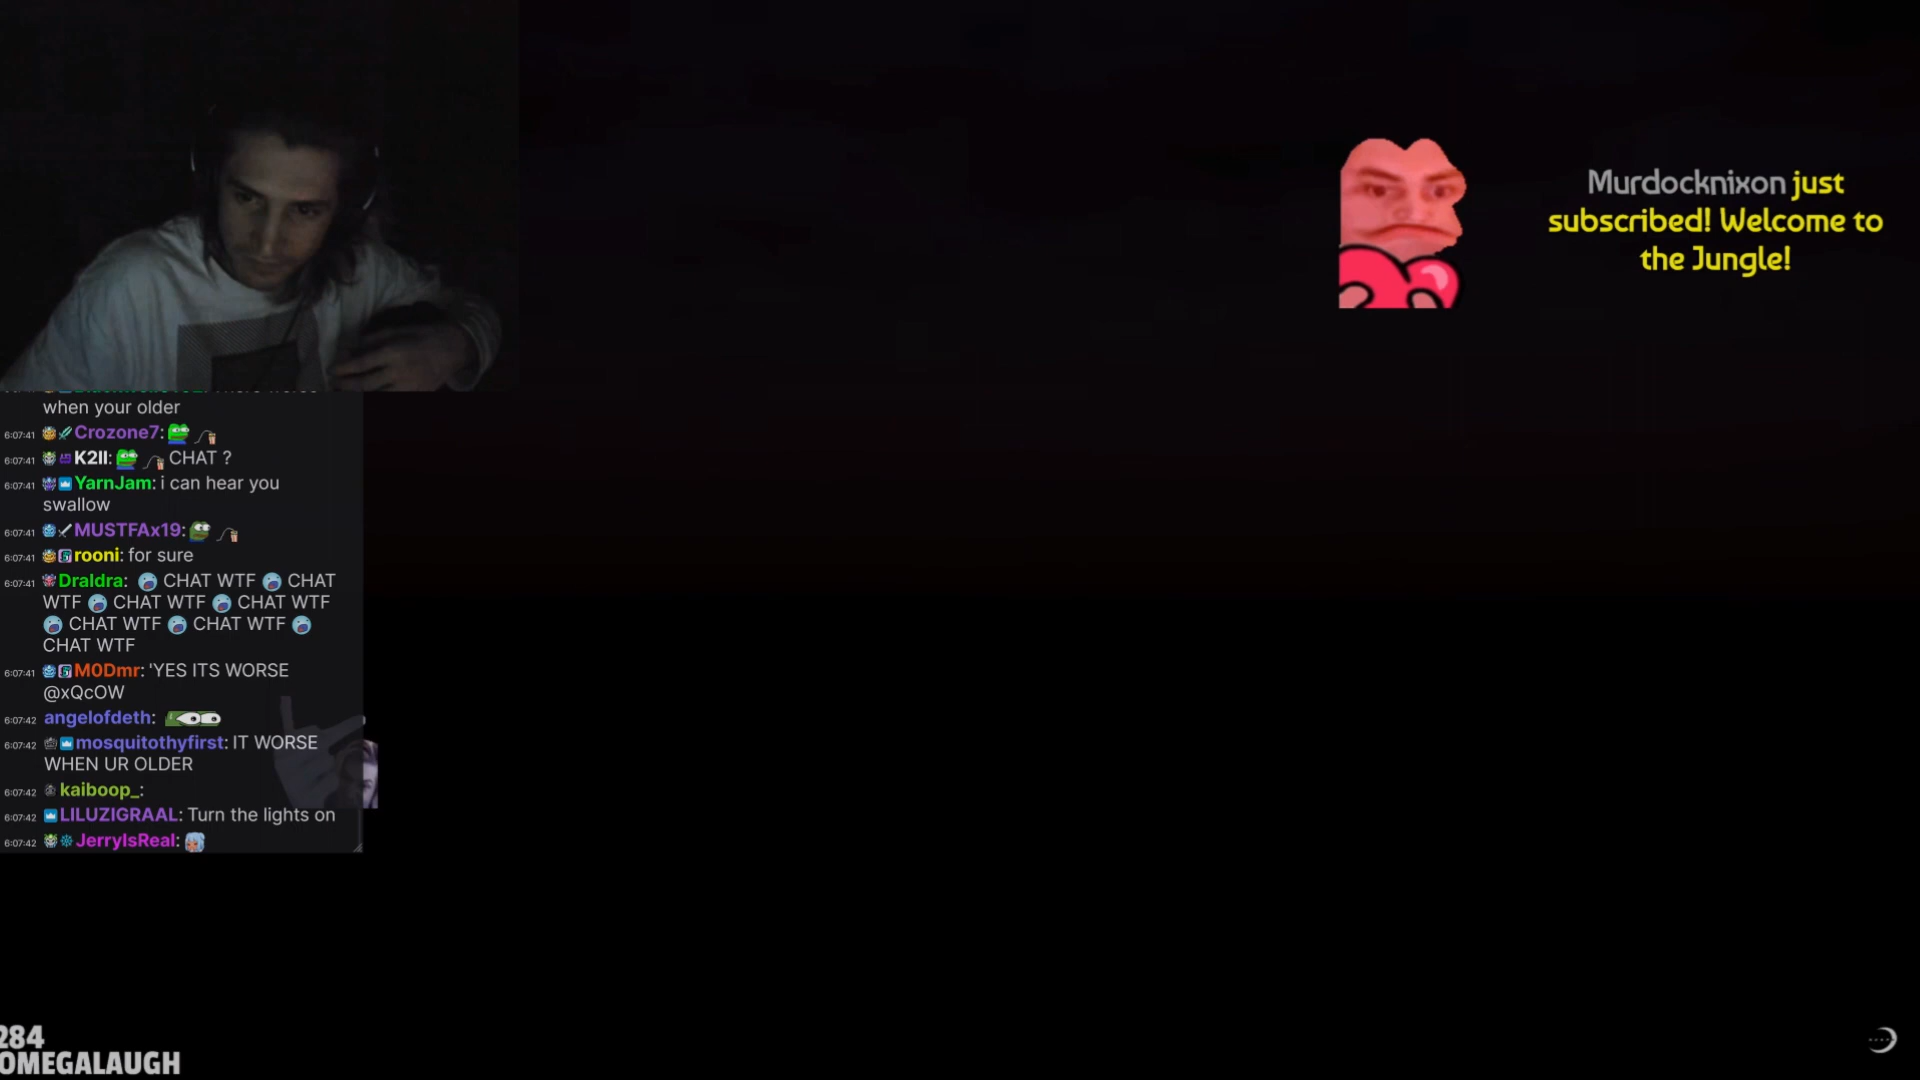 Murdocknixon just
subscribed! Welcome to
the Jungle!
when your older
6:07:41 Crozone7:
6:07:41 K2II: CHAT ?
6:07:41 YarnJam: i can hear you
swallow
6:07:41 MUSTFAx19:
6:07:41 rooni: for sure
6:07:41 Draldra: CHAT WTF CHAT
WTF CHAT WTF CHAT WTF
CHAT WTF CHAT WTF
CHAT WTF
6:07:41 M0Dmr: 'YES ITS WORSE
@xQcOW
6:07:42 angelofdeth:
6:07:42 mosquitothyfirst: IT WORSE
WHEN UR OLDER
6:07:42 kaiboop_:
6:07:42 LILUZIGRAAL: Turn the lights on
6:07:42 JerryIsReal:
284
OMEGALAUGH